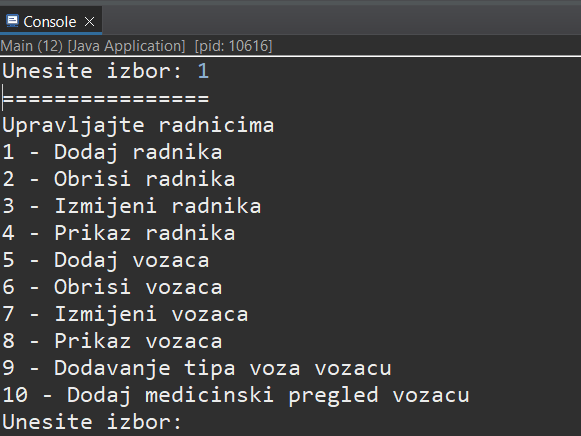 Console
Main (12) [Java Application] [pid: 10616]
Unesite izbor: 1
================
Upravljajte radnicima
1 - Dodaj radnika
2 - Obrisi radnika
3 - Izmijeni radnika
4 - Prikaz radnika
5 - Dodaj vozaca
6 - Obrisi vozaca
7 - Izmijeni vozaca
8 - Prikaz vozaca
9 - Dodavanje tipa voza vozacu
10 - Dodaj medicinski pregled vozacu
Unesite izbor: